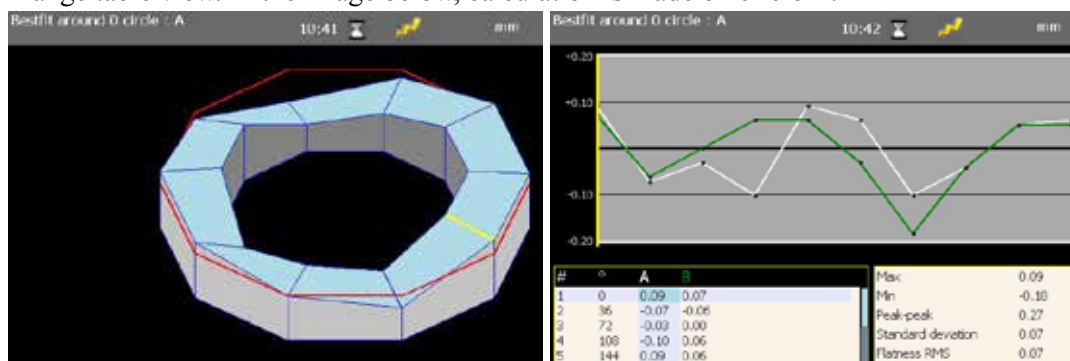 Bestfit around 0 circle : A
10:41
mm
Bestfit around 0 circle : A
10:42
mm
+0.20
+0.10
-0.10
-0.20
# ° A B
1 0 0.09 0.07
2 36 -0.07 -0.06
3 72 -0.03 0.00
4 108 -0.10 0.06
5 144 0.09 0.06
Max 0.09
Min -0.18
Peak-peak 0.27
Standard deviation 0.07
Flatness RMS 0.07